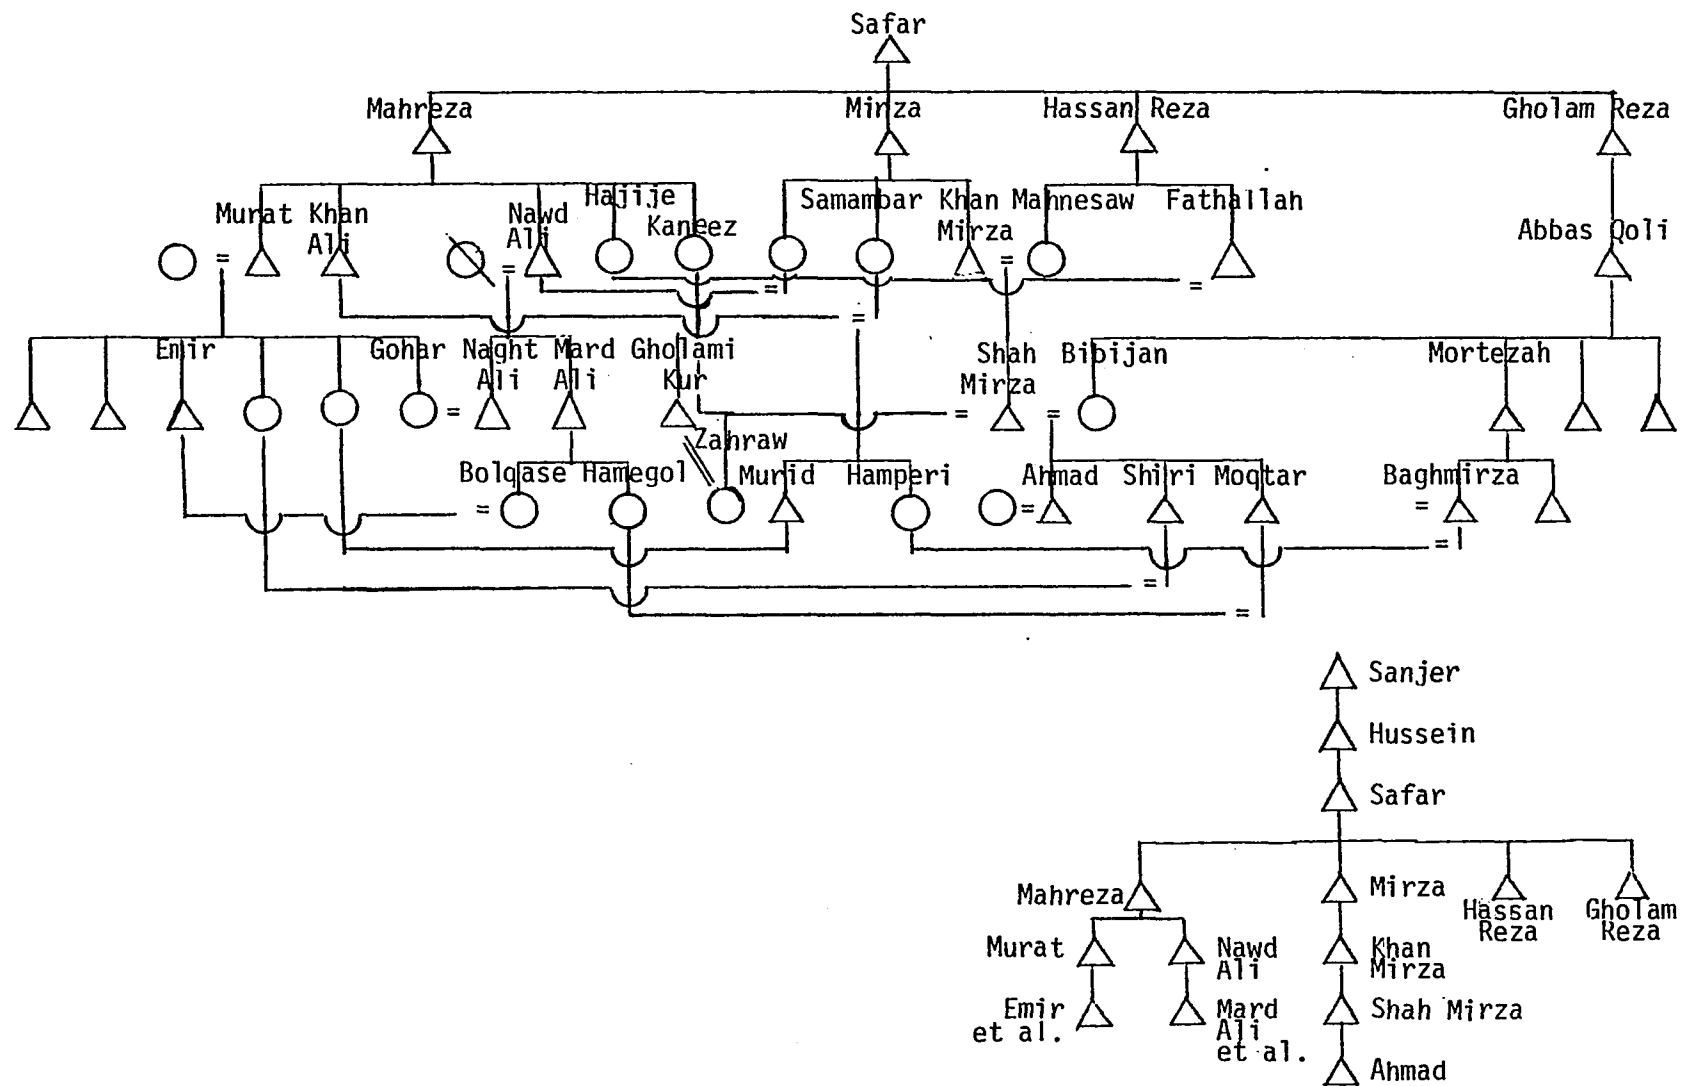 Safar
Mahreza Mirza Hassan Reza Gholam Reza
Hajije
Murat Khan Nawd Samambar Khan Mahnesaw Fathallah
Ali Ali Kaneez Mirza Abbas Qoli
= = = =
= =
=
Emir Gohar Naght Mard Gholami Shah Bibijan Mortezah
Ali Ali Kur Mirza
= = =
Zahraw
Bolqase Hamegol Murid Hamperi Ahmad Shiri Moqtar Baghmirza
= = =
=
=
=
Sanjer
Hussein
Safar
Mahreza Mirza Hassan Gholam
Reza Reza
Murat Nawd Khan
Ali Mirza
Emir Mard Shah Mirza
et al. Ali
et al.
Ahmad